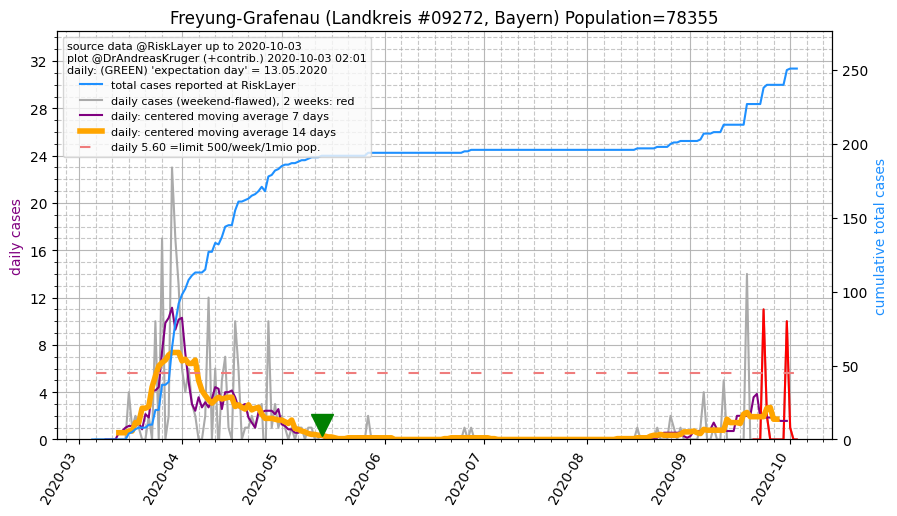 Freyung-Grafenau (Landkreis #09272, Bayern) Population=78355
source data @RiskLayer up to 2020-10-03
plot @DrAndreasKruger (+contrib.) 2020-10-03 02:01
daily: (GREEN) 'expectation day' = 13.05.2020
total cases reported at RiskLayer
daily cases (weekend-flawed), 2 weeks: red
daily: centered moving average 7 days
daily: centered moving average 14 days
daily 5.60 =limit 500/week/1mio pop.
daily cases
32
28
24
20
16
12
8
4
0
cumulative total cases
250
200
150
100
50
0
2020-03
2020-04
2020-05
2020-06
2020-07
2020-08
2020-09
2020-10